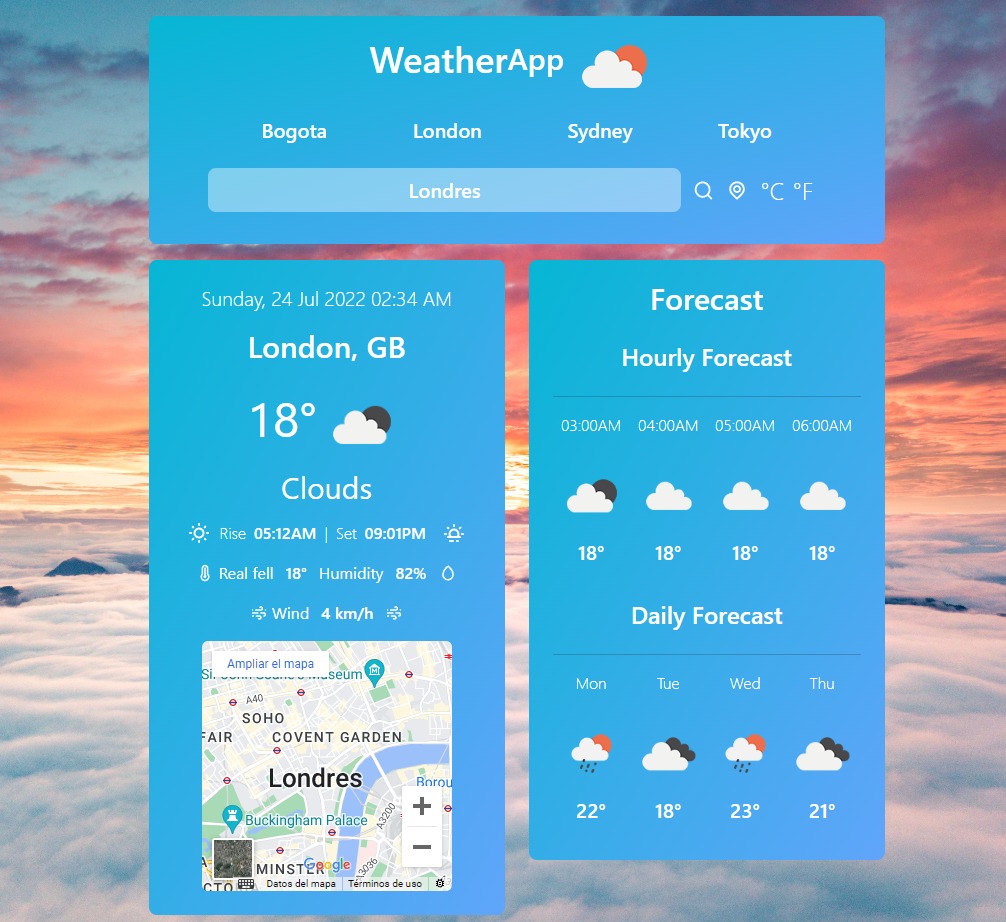 WeatherApp
Bogota London Sydney Tokyo
Londres °C °F
Sunday, 24 Jul 2022 02:34 AM
London, GB
18°
Clouds
Rise 05:12AM | Set 09:01PM
Real fell 18° Humidity 82%
Wind 4 km/h
Ampliar el mapa
Museum
A40
SOHO
FAIR COVENT GARDEN
Londres
Borou
A3200
Buckingham Palace
A3036
MINSTER
Google
CTO
Datos del mapa Términos de uso
Forecast
Hourly Forecast
03:00AM 04:00AM 05:00AM 06:00AM
18° 18° 18° 18°
Daily Forecast
Mon Tue Wed Thu
22° 18° 23° 21°